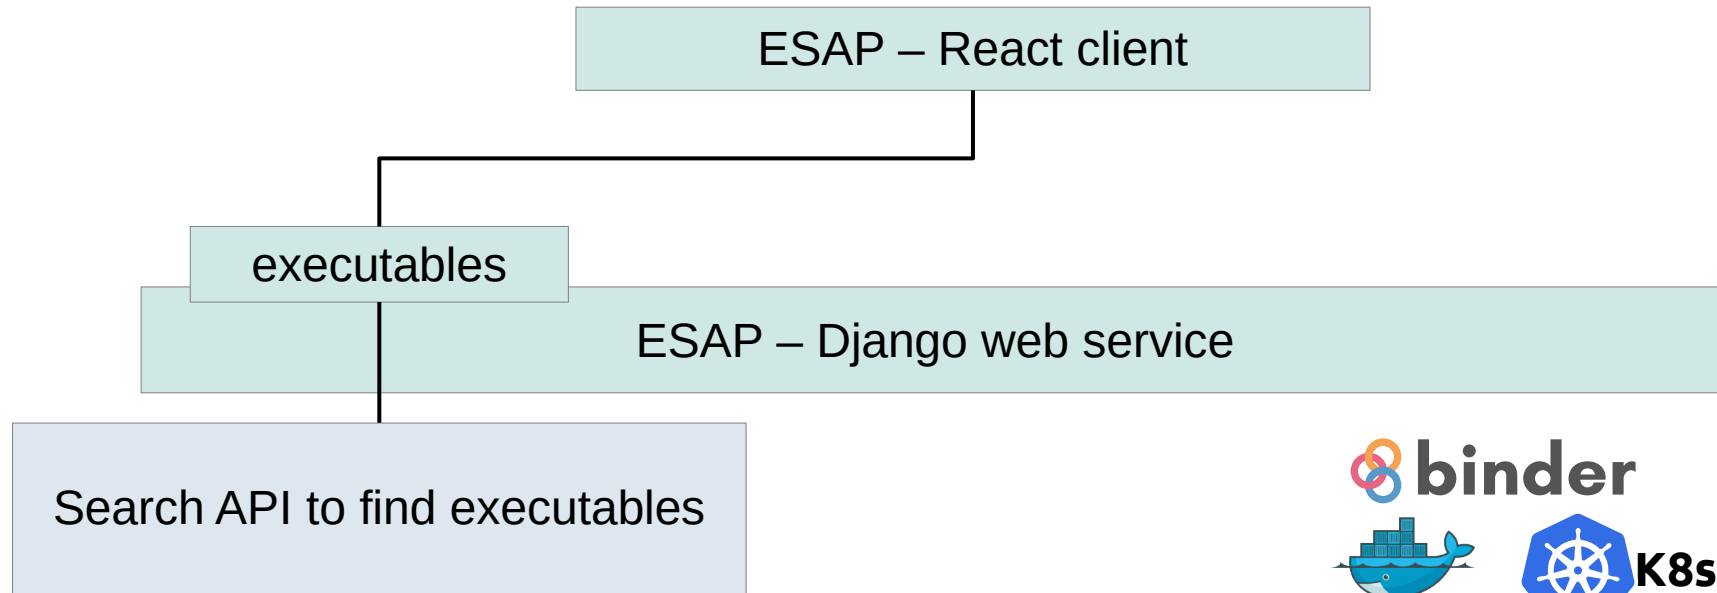 ESAP – React client
executables
ESAP – Django web service
Search API to find executables
binder
K8s